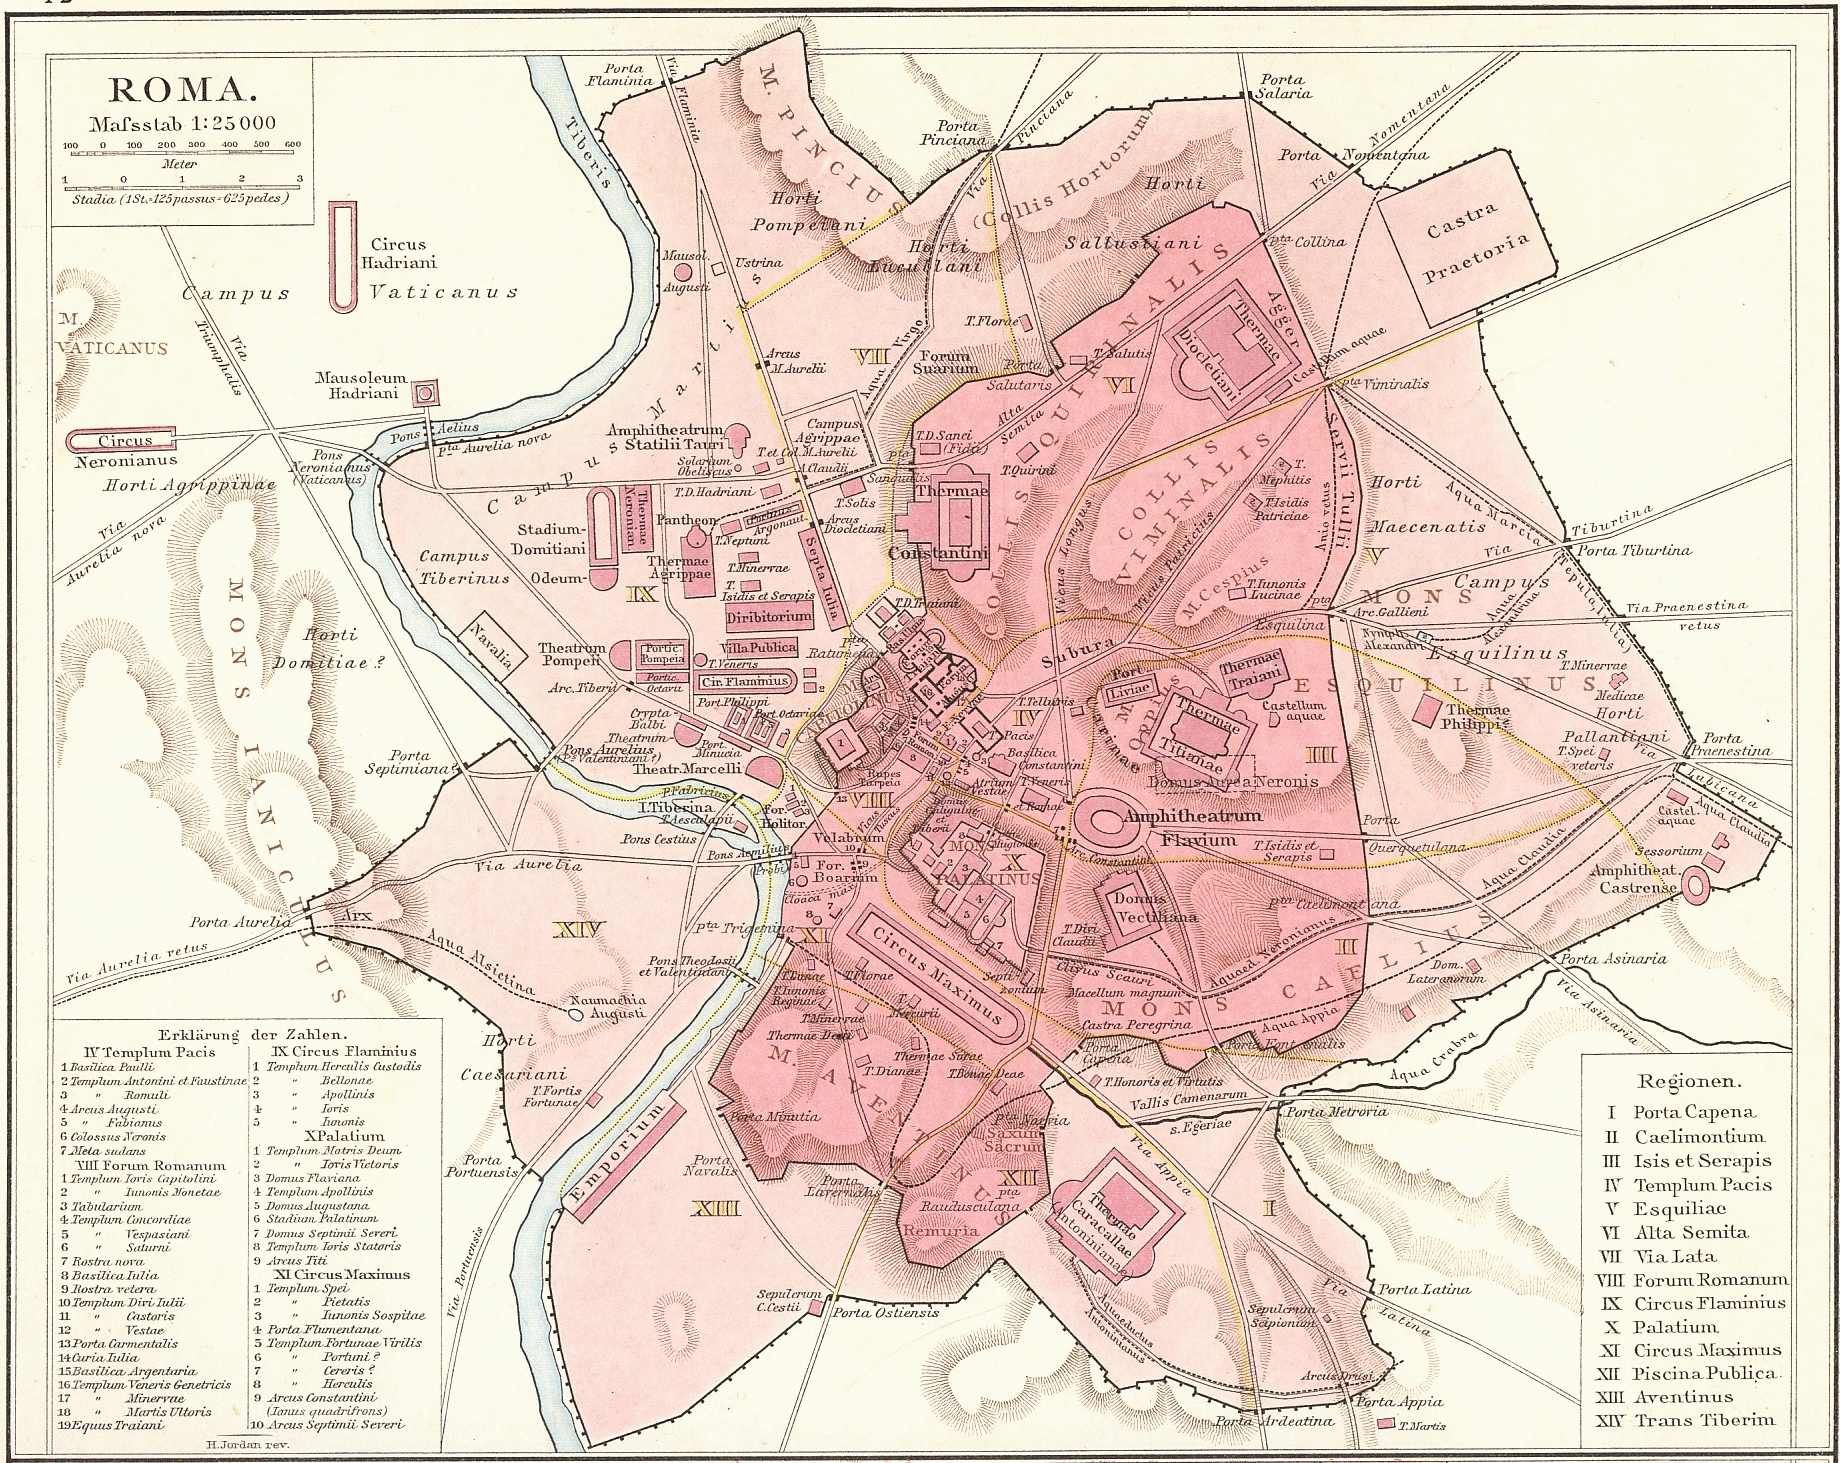 ROMA.
Maſsstab 1:25000
100 0 100 200 300 400 500 600
Meter
1 0 1 2 3
Stadia (1St.=125passus=625pedes)
Porta
Flaminia
Via Flaminia
Tiberis
M. PINCIUS
Horti
Pompeiani
Porta
Pinciana
Via Pinciana
(Collis Hortorum)
Horti
Lucullani
Horti
Sallustiani
Porta
Salaria
Porta Nomentana
Via Nomentana
Castra
Praetoria
pta Collina
Agger
Circus
Hadriani
Campus Vaticanus
M.
VATICANUS
Via
Triumphalis
Mausoleum
Hadriani
Circus
Neronianus
Horti Agrippinae
Via
Aurelia nova
Pons Aelius
Pta Aurelia nova
Pons
Neronianus
(Vaticanus)
Mausol.
Augusti
Ustrina
Campus Martis
Arcus
M.Aurelii
VII
Aqua Virgo
Forum
Suarium
T.Florae
Porta
Salutaris
T.Salutis
VI
Alta
Semita
QUIRINALIS
COLLIS
Thermae
Diocletiani
Castellum aquae
pta Viminalis
Servii Tullii
Amphitheatrum
Statilii Tauri
Solarium
Obeliscus
Campus
Agrippae
T.et Col.M.Aurelii
A.Claudii
T.D.Hadriani
T.Solis
Arcus
Diocletiani
pta
Sanqualis
T.D.Sanci
(Fidii)
T.Quirini
Thermae
Constantini
COLLIS
VIMINALIS
T.
Mephitis
T.Isidis
Patriciae
Anio vetus
Horti
Maecenatis
V
Aqua Marcia
Tiburtina
Via
Porta Tiburtina
Vicus Longus
Vicus Patricius
M.Cespius
T.Iunonis
Lucinae
pta
Esquilina
Arc.Gallieni
MONS
ESQUILINUS
Campus
Esquilinus
Aqua
Alexandrina
Via Praenestina
vetus
Nymph.
Alexandri
T.Minervae
Medicae
Horti
Pallantiani
Thermae
Philippi?
T.Spei
veteris
Via
Porta
Praenestina
Labicana
Stadium-
Domitiani
Odeum-
Thermae
Neroniani
Pantheon
Argonaut.
T.Neptuni
Thermae
Agrippae
T.Minervae
T.
Isidis et Serapis
Septa Iulia
Diribitorium
Villa Publica
T.Veneris
Cir.Flaminius
Campus
Tiberinus
IX
Navalia
Theatrum
Pompeii
Portic.
Pompeia
Portic.
Octavii
Arc.Tiberii
Port.Philippi
Port.Octaviae
Crypta
Balbi
Theatrum
Port.
Minucia
Theatr.Marcelli
Pons Aurelius
(Ps Valentiniani?)
P.Fabricius
I.Tiberina
T.Aesculapii
Pons Cestius
Pons Aemilius
(Probi)
T.D.Traiani
pta
Ratumena
M.
CAPITOLINUS
Arx
Rupes
Tarpeia
VIII
Subura
T.Telluris
IV
T.Pacis
Basilica
Constantini
Atrium
Vestae
T.Veneris
et Romae
Carinae
M. Oppius
Port.
Liviae
Thermae
Traiani
Castellum
aquae
Thermae
Titianae
Domus Aurea Neronis
III
Amphitheatrum
Flavium
Arc.Constantini
T.Isidis et
Serapis
Porta
Querquetulana
Castel.
aquae
Aqua Claudia
Sessorium
Amphitheat.
Castrense
MONS IANICULUS
Horti
Domitiae?
Porta
Septimiana?
Via Aurelia
Porta Aurelia
Arx
Via Aurelia vetus
XIV
Aqua Alsietina
Naumachia
Augusti
Horti
Caesariani
T.Fortis
Fortunae
For.
Holitor.
Velabrum
Vicus
Tuscus
For.
Boarium
Cloaca max.
Domus
Caligulae
et
Tiberii
MONS
PALATINUS
X
Pta Trigemina
XI
Circus Maximus
Pons Theodosii
et Valentiniani
T.Lunae
T.Iunonis
Reginae
T.Florae
T.
Mercurii
T.Minervae
Thermae Decii
Thermae Surae
T.Dianae
T.Bonae Deae
M. AVENTINUS
Porta Minutia
Septi-
zonium
T.Divi
Claudii
Domus
Vectiliana
Clivus Scauri
Macellum magnum
MONS CAELIUS
Castra Peregrina
pta Caelemontana
Aquaed. Neronianus
Aqua Claudia
II
Dom.
Lateranorum
Aqua Appia
Porta Fontinalis
Porta Asinaria
Via Asinaria
Aqua Crabra
Porta
Capena
T.Honoris et Virtutis
Vallis Camenarum
s.Egeriae
Porta Metrovia
pta Naevia
Saxum
Sacrum
XII
pta
Raudusculana
Remuria
Emporium
Porta
Portuensis
Via Portuensis
Porta
Navalis
Porta
Lavernalis
XIII
Sepulcrum
C.Cestii
Porta Ostiensis
Thermae
Caracallae
Antoninianae
Via Appia
I
Aquaeductus
Antoninianus
Sepulcrum
Scipionum
Via Latina
Porta Latina
Arcus Drusi
Porta Appia
Porta Ardeatina
T.Martis
Erklärung der Zahlen.
IV Templum Pacis
1 Basilica Paulli
2 Templum Antonini et Faustinae
3 " Romuli
4 Arcus Augusti
5 " Fabianus
6 Colossus Neronis
7 Meta sudans
VIII Forum Romanum
1 Templum Iovis Capitolini
2 " Iunonis Monetae
3 Tabularium
4 Templum Concordiae
5 " Vespasiani
6 " Saturni
7 Rostra nova
8 Basilica Iulia
9 Rostra vetera
10 Templum Divi Iulii
11 " Castoris
12 " Vestae
13 Porta Carmentalis
14 Curia Iulia
15 Basilica Argentaria
16 Templum Veneris Genetricis
17 " Minervae
18 " Martis Ultoris
19 Equus Traiani
IX Circus Flaminius
1 Templum Herculis Custodis
2 " Bellonae
3 " Apollinis
4 " Iovis
5 " Iunonis
X Palatium
1 Templum Matris Deum
2 " Iovis Victoris
3 Domus Flaviana
4 Templum Apollinis
5 Domus Augustana
6 Stadium Palatinum
7 Domus Septimii Severi
8 Templum Iovis Statoris
9 Arcus Titi
XI Circus Maximus
1 Templum Spei
2 " Pietatis
3 " Iunonis Sospitae
4 Porta Flumentana
5 Templum Fortunae Virilis
6 " Portuni?
7 " Cereris?
8 " Herculis
9 Arcus Constantini
(Ianus quadrifrons)
10 Arcus Septimii Severi
H.Jordan rev.
Regionen.
I Porta Capena
II Caelimontium
III Isis et Serapis
IV Templum Pacis
V Esquiliae
VI Alta Semita
VII Via Lata
VIII Forum Romanum
IX Circus Flaminius
X Palatium
XI Circus Maximus
XII Piscina Publica.
XIII Aventinus
XIV Trans Tiberim